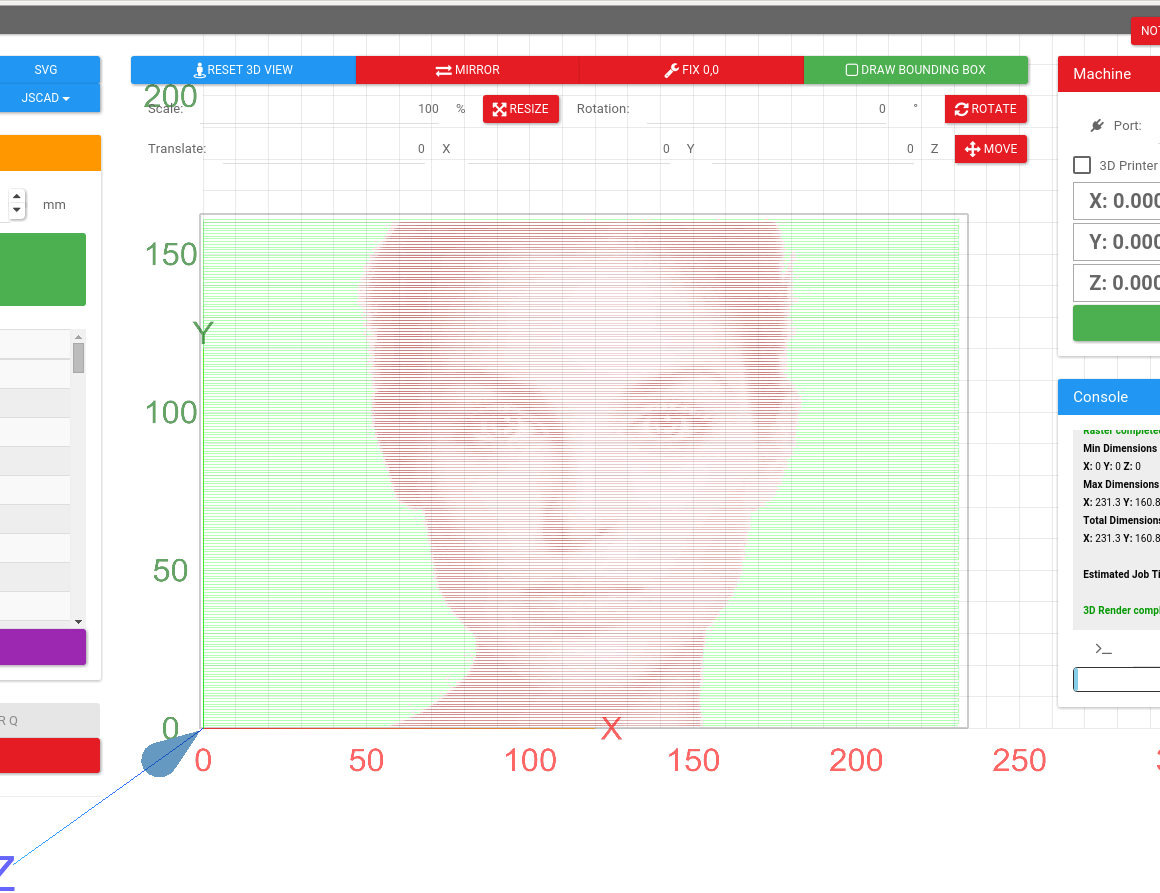 NOT
SVG
JSCAD
RESET 3D VIEW
MIRROR
FIX 0,0
DRAW BOUNDING BOX
Machine
200
Scale:
100
%
RESIZE
Rotation:
0
°
ROTATE
Port:
Translate:
0
X
0
Y
0
Z
MOVE
3D Printer
mm
X: 0.000
Y: 0.000
Z: 0.000
150
Y
100
50
0
X
0
50
100
150
200
250
Z
R Q
Console
Raster completed
Min Dimensions
X: 0 Y: 0 Z: 0
Max Dimensions
X: 231.3 Y: 160.8
Total Dimensions
X: 231.3 Y: 160.8
Estimated Job Ti
3D Render compl
>_